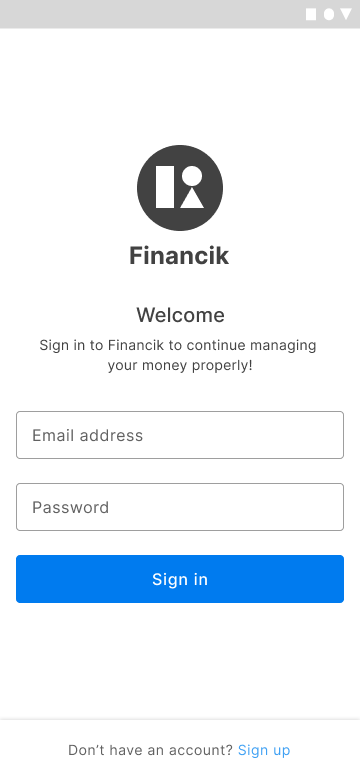 Financik
Welcome
Sign in to Financik to continue managing
your money properly!
Email address
Password
Sign in
Don’t have an account? Sign up